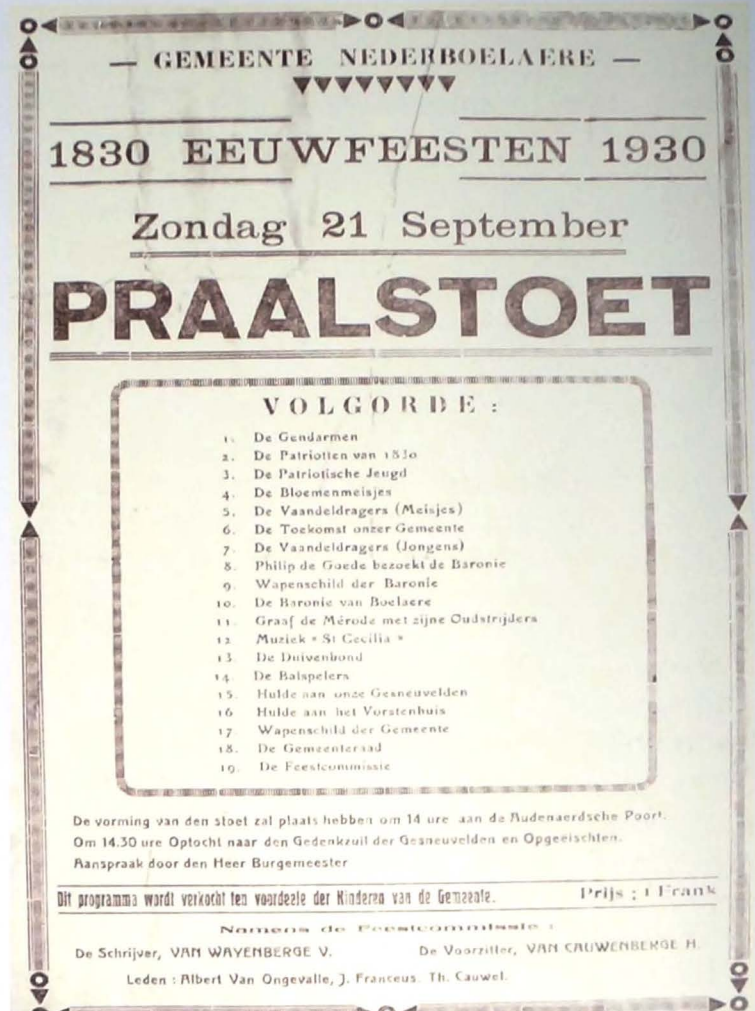 — GEMEENTE NEDERBOELAERE —
1830 EEUWFEESTEN 1930
Zondag 21 September
PRAALSTOET
VOLGORDE :
1. De Gendarmen
2. De Patriotten van 1830
3. De Patriotische Jeugd
4. De Bloemenmeisjes
5. De Vaandeldragers (Meisjes)
6. De Toekomst onzer Gemeente
7. De Vaandeldragers (Jongens)
8. Philip de Goede bezoekt de Baronie
9. Wapenschild der Baronie
10. De Baronie van Boelaere
11. Graaf de Mérode met zijne Oudstrijders
12. Muziek « St Cecilia »
13. De Duivenbond
14. De Balspelers
15. Hulde aan onze Gesneuvelden
16 Hulde aan het Vorstenhuis
17. Wapenschild der Gemeente
18. De Gemeenteraad
19. De Feestcommissie
De vorming van den stoet zal plaats hebben om 14 ure aan de Audenaerdsche Poort.
Om 14.30 ure Optocht naar den Gedenkzuil der Gesneuvelden en Opgeeischten.
Aanspraak door den Heer Burgemeester
Dit programma wordt verkocht ten voordeele der Kinderen van de Gemeente. Prijs : 1 Frank
Namens de Feestcommissie :
De Schrijver, VAN WAYENBERGE V. De Voorzitter, VAN CAUWENBERGE H.
Leden : Albert Van Ongevalle, J. Franceus. Th. Cauwel.